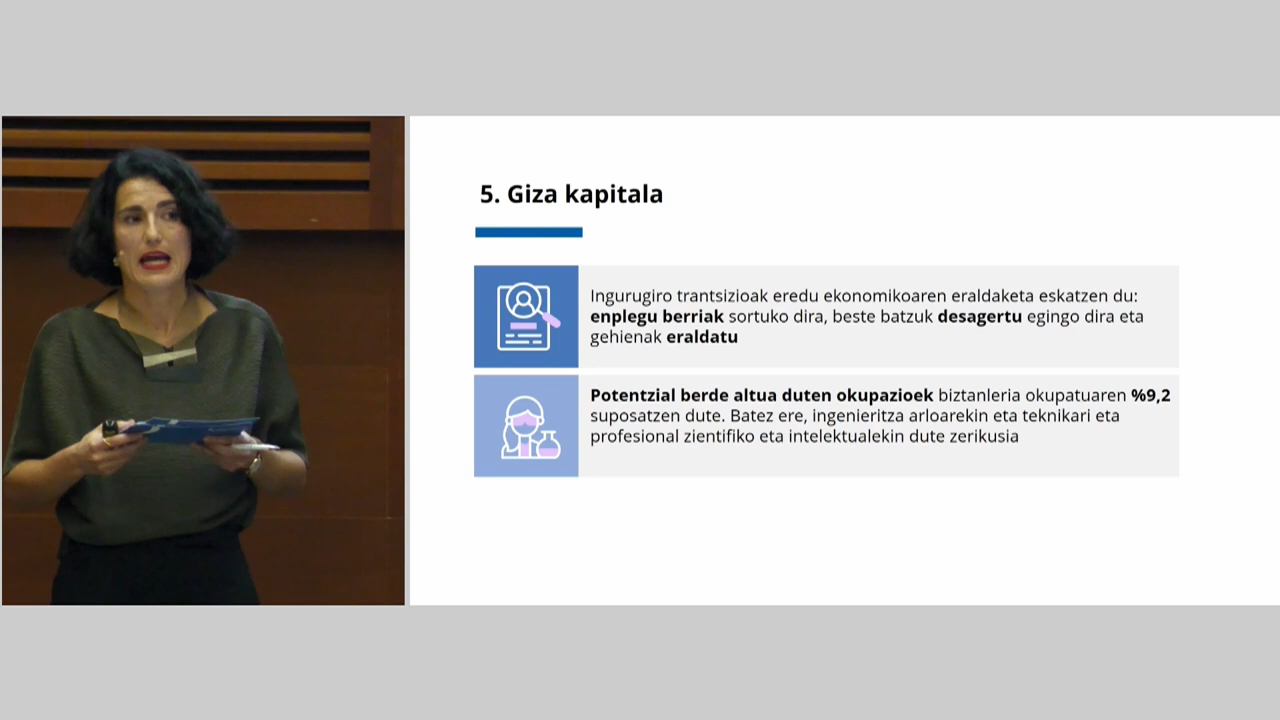 5. Giza kapitala
Ingurugiro trantsizioak eredu ekonomikoaren eraldaketa eskatzen du:
enplegu berriak sortuko dira, beste batzuk desagertu egingo dira eta
gehienak eraldatu
Potentzial berde altua duten okupazioek biztanleria okupatuaren %9,2
suposatzen dute. Batez ere, ingenieritza arloarekin eta teknikari eta
profesional zientifiko eta intelektualekin dute zerikusia